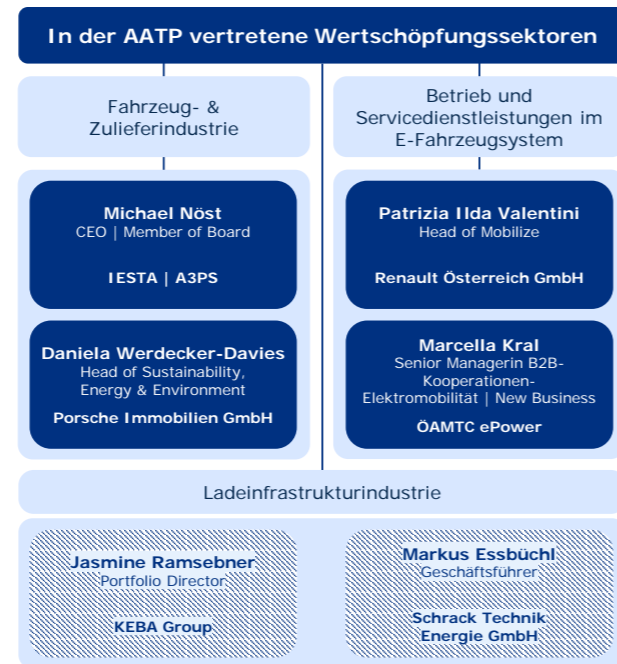 In der AATP vertretene Wertschöpfungssektoren
Fahrzeug- &
Zulieferindustrie
Betrieb und
Servicedienstleistungen im
E-Fahrzeugsystem
Michael Nöst
CEO | Member of Board
IESTA | A3PS
Patrizia Ilda Valentini
Head of Mobilize
Renault Österreich GmbH
Daniela Werdecker-Davies
Head of Sustainability,
Energy & Environment
Porsche Immobilien GmbH
Marcella Kral
Senior Managerin B2B-
Kooperationen-
Elektromobilität | New Business
ÖAMTC ePower
Ladeinfrastrukturindustrie
Jasmine Ramsebner
Portfolio Director
KEBA Group
Markus Essbüchl
Geschäftsführer
Schrack Technik
Energie GmbH